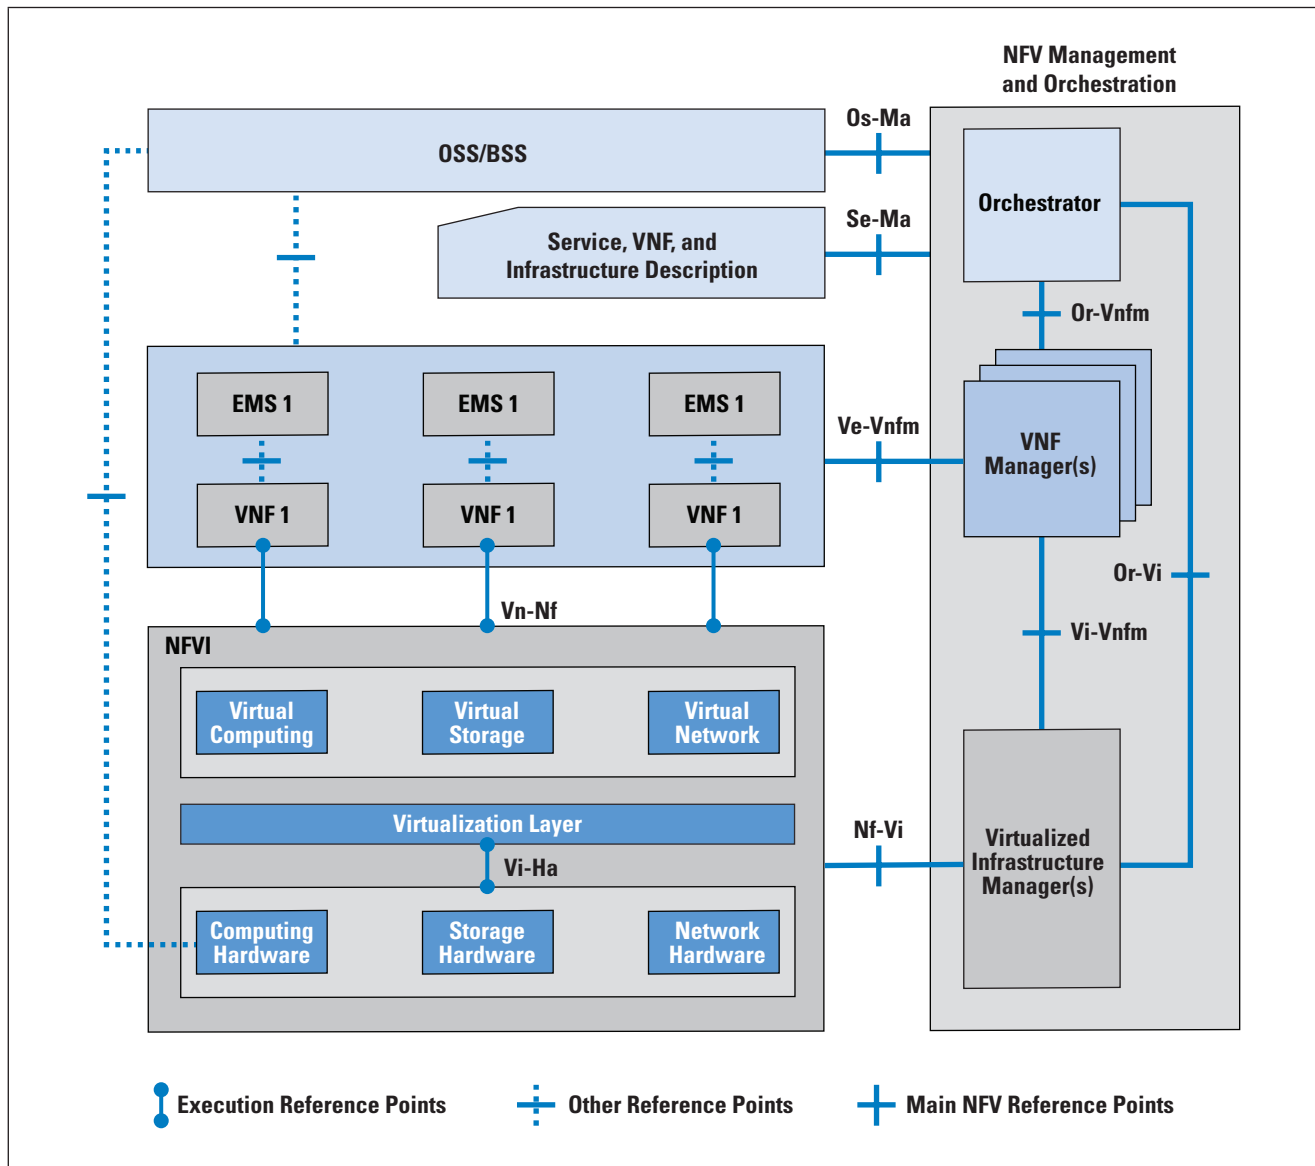 NFV Management
and Orchestration
Os-Ma
OSS/BSS
Orchestrator
Se-Ma
Service, VNF, and
Infrastructure Description
Or-Vnfm
EMS 1
EMS 1
EMS 1
Ve-Vnfm
VNF
Manager(s)
VNF 1
VNF 1
VNF 1
Or-Vi
Vn-Nf
Vi-Vnfm
NFVI
Virtual
Computing
Virtual
Storage
Virtual
Network
Virtualization Layer
Nf-Vi
Virtualized
Infrastructure
Manager(s)
Vi-Ha
Computing
Hardware
Storage
Hardware
Network
Hardware
Execution Reference Points
Other Reference Points
Main NFV Reference Points